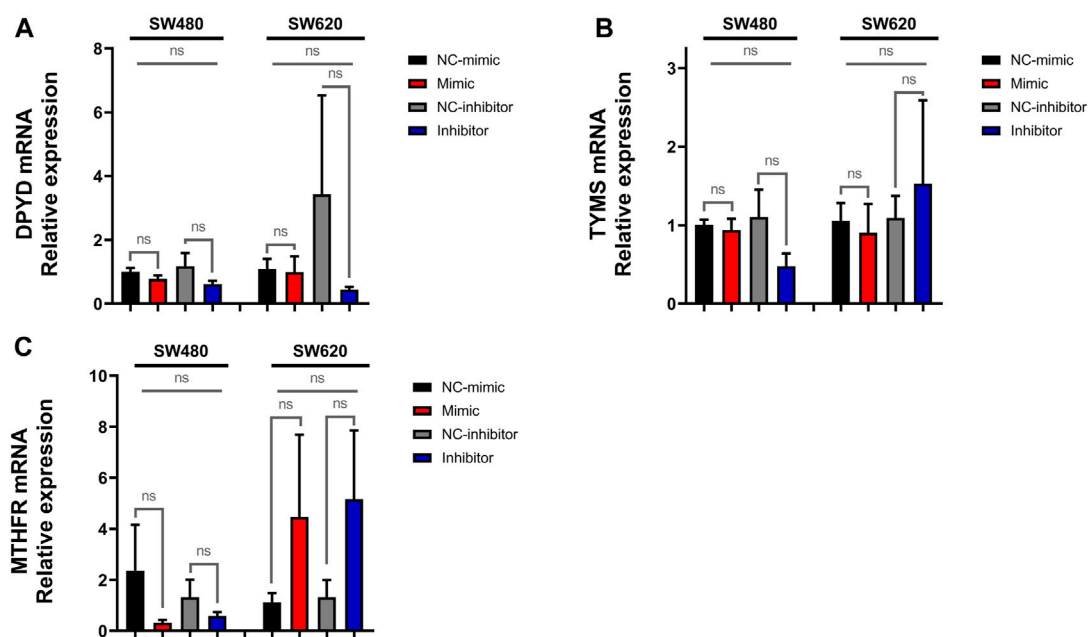 A
SW480
SW620
ns
ns
ns
ns
ns
ns
DPYD mRNA
Relative expression
8
6
4
2
0
NC-mimic
Mimic
NC-inhibitor
Inhibitor
B
SW480
SW620
ns
ns
ns
ns
ns
ns
TYMS mRNA
Relative expression
3
2
1
0
NC-mimic
Mimic
NC-inhibitor
Inhibitor
C
SW480
SW620
ns
ns
ns
ns
ns
ns
MTHFR mRNA
Relative expression
10
8
6
4
2
0
NC-mimic
Mimic
NC-inhibitor
Inhibitor